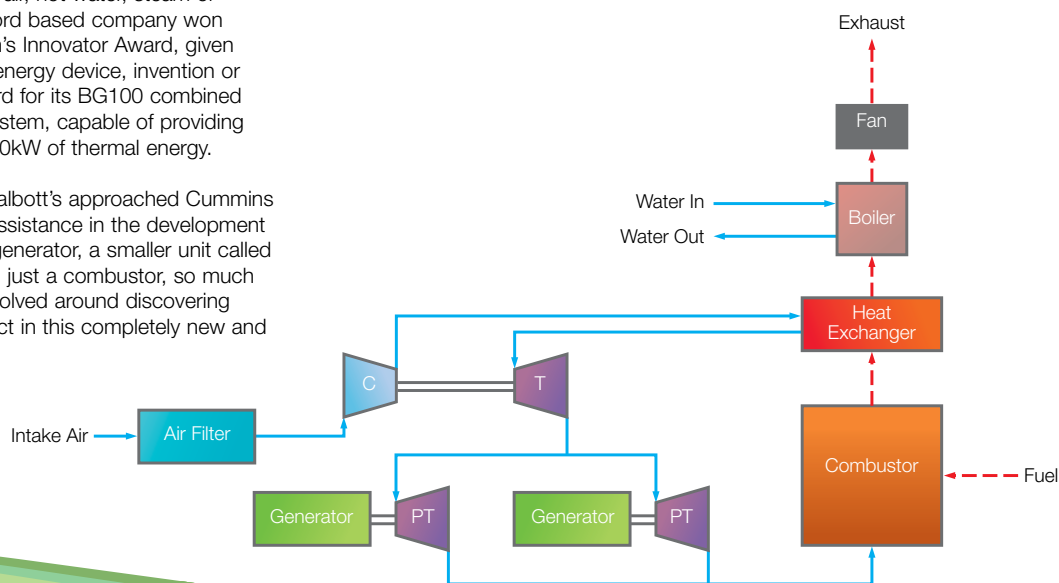 ord based company won
n's Innovator Award, given
energy device, invention or
rd for its BG100 combined
stem, capable of providing
0kW of thermal energy.
albott's approached Cummins
assistance in the development
generator, a smaller unit called
just a combustor, so much
olved around discovering
ct in this completely new and
Exhaust
Fan
Water In
Boiler
Water Out
Heat
Exchanger
C
T
Intake Air
Air Filter
Combustor
Fuel
Generator
PT
Generator
PT